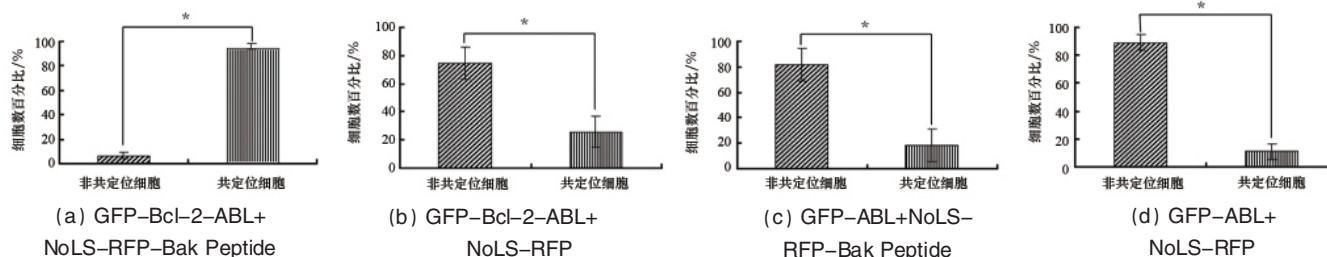 *
细胞数百分比/%
100
80
60
40
20
0
非共定位细胞 共定位细胞
(a) GFP–Bcl–2–ABL+
NoLS–RFP–Bak Peptide
*
细胞数百分比/%
100
80
60
40
20
0
非共定位细胞 共定位细胞
(b) GFP–Bcl–2–ABL+
NoLS–RFP
*
细胞数百分比/%
100
80
60
40
20
0
非共定位细胞 共定位细胞
(c) GFP–ABL+NoLS–
RFP–Bak Peptide
*
细胞数百分比/%
100
80
60
40
20
0
非共定位细胞 共定位细胞
(d) GFP–ABL+
NoLS–RFP